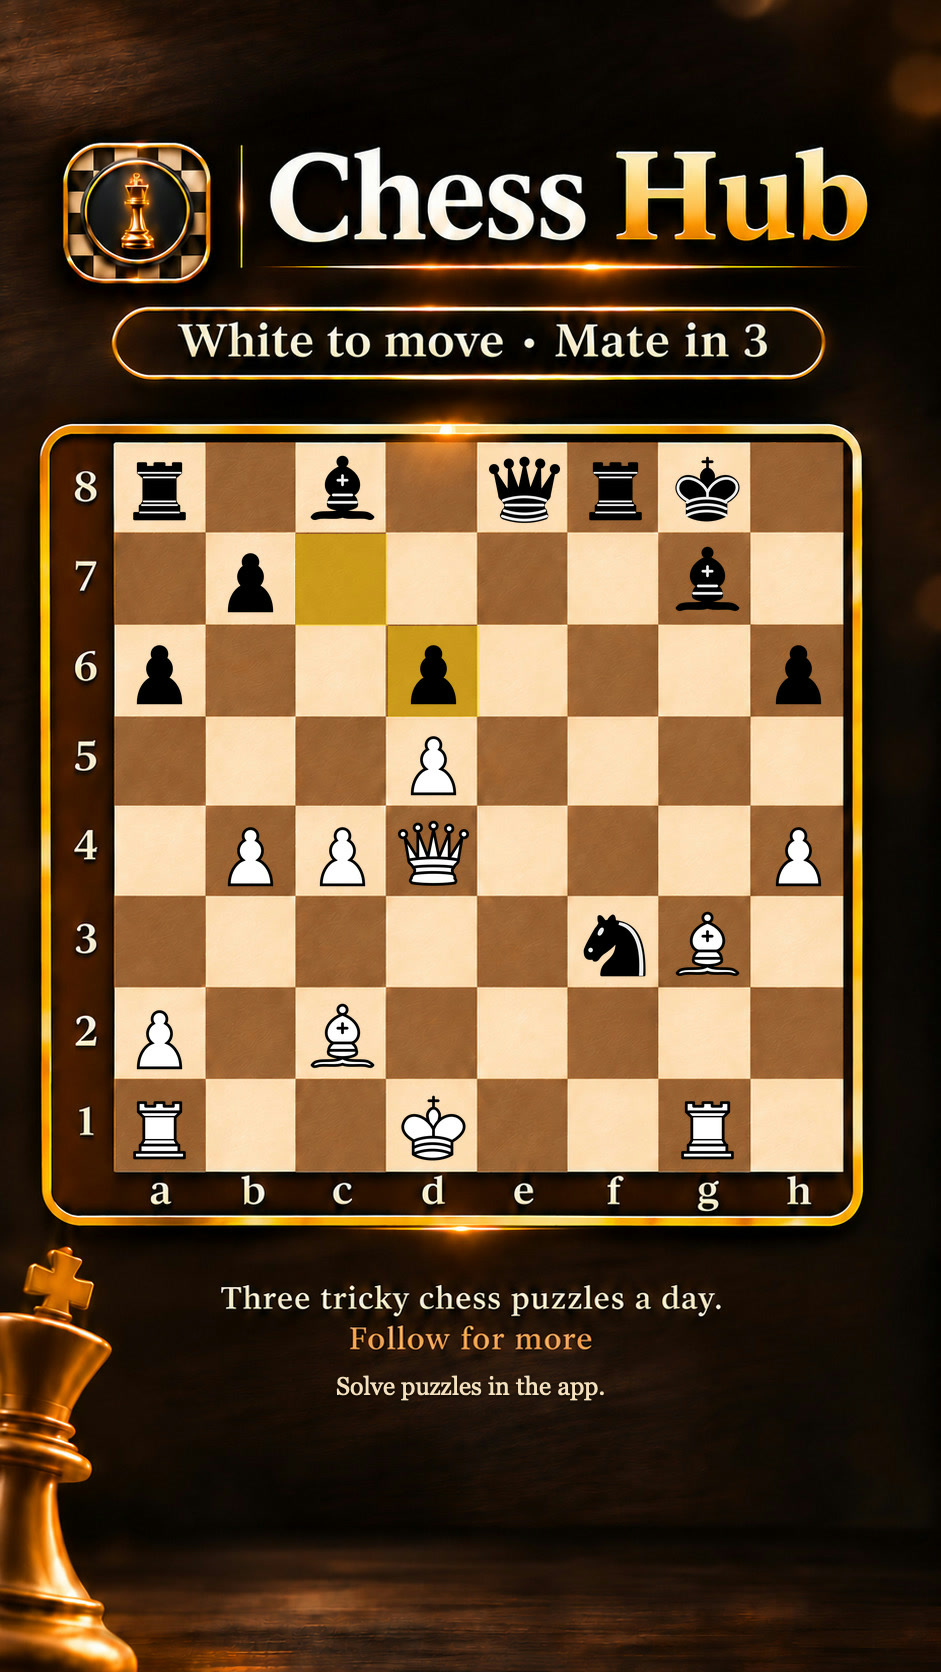 Chess Hub
White to move • Mate in 3
8
7
6
5
4
3
2
1
a b c d e f g h
Three tricky chess puzzles a day.
Follow for more
Solve puzzles in the app.